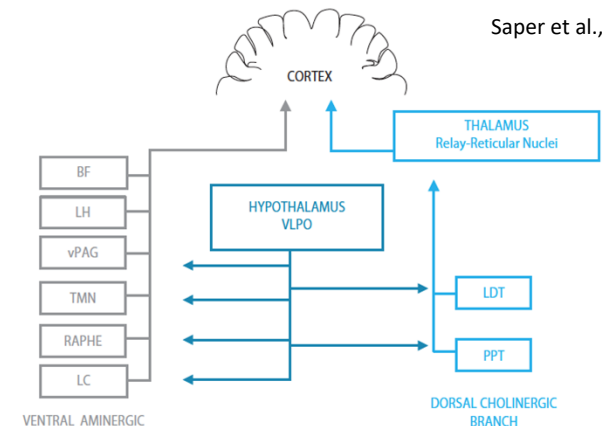 Saper et al.,
CORTEX
THALAMUS
Relay-Reticular Nuclei
BF
LH
vPAG
TMN
RAPHE
LC
HYPOTHALAMUS
VLPO
LDT
PPT
VENTRAL AMINERGIC
DORSAL CHOLINERGIC
BRANCH